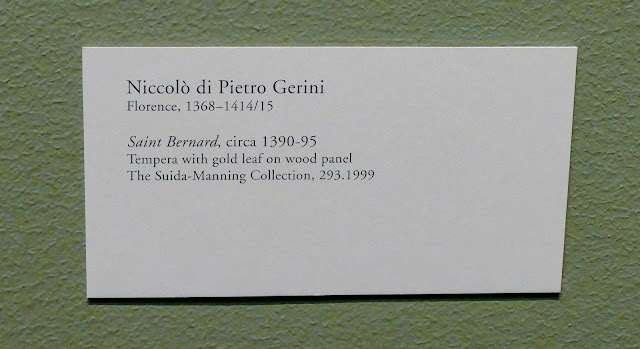 Niccolò di Pietro Gerini
Florence, 1368–1414/15
Saint Bernard, circa 1390-95
Tempera with gold leaf on wood panel
The Suida-Manning Collection, 293.1999